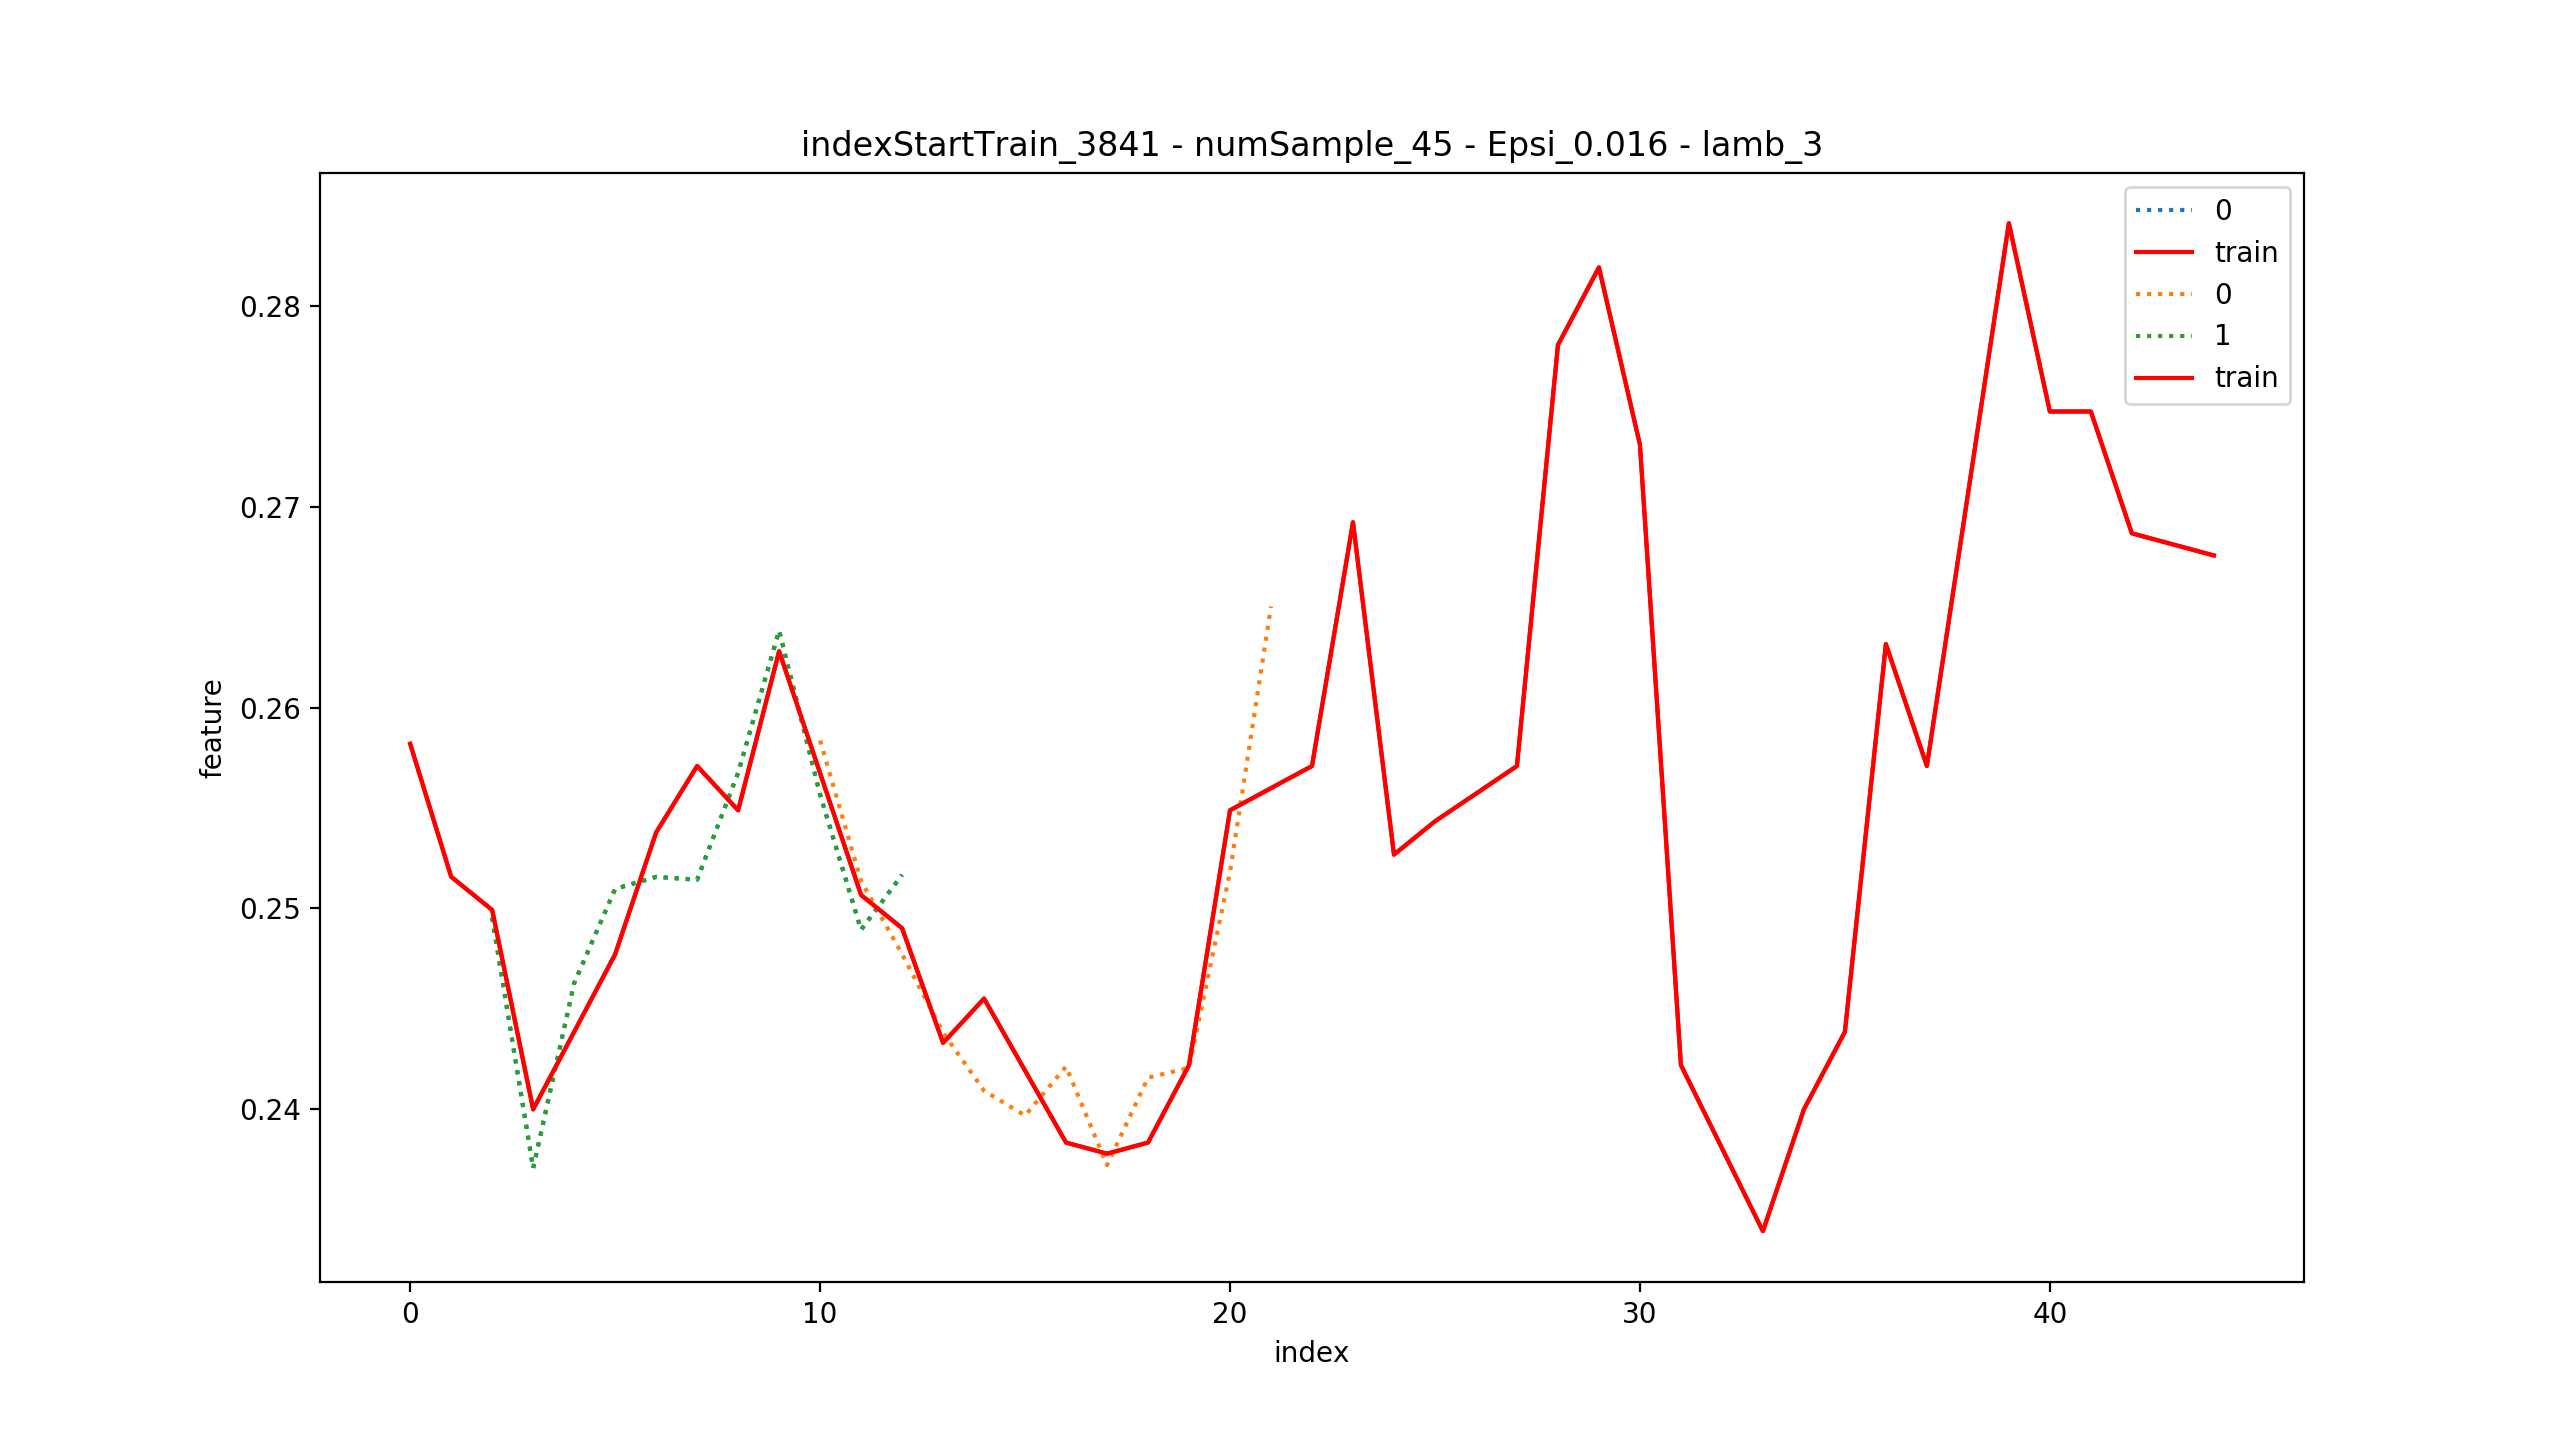 indexStartTrain_3841 - numSample_45 - Epsi_0.016 - lamb_3
0
train
0
1
train
0.28
0.27
0.26
0.25
0.24
feature
0 10 20 30 40
index